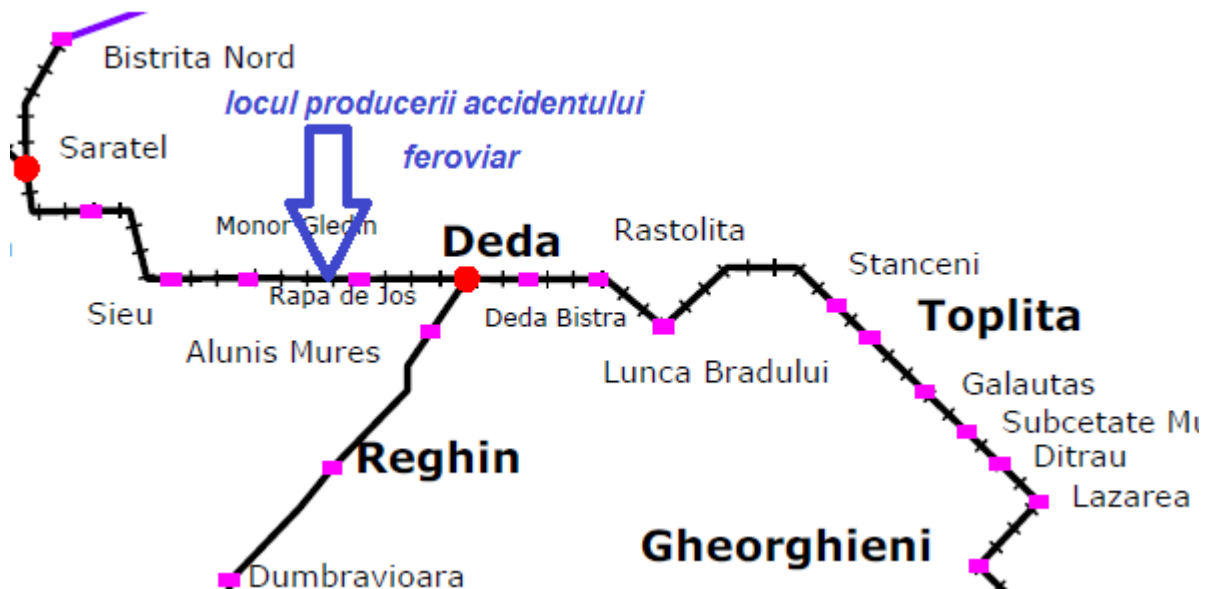 Bistrita Nord
locul producerii accidentului
feroviar
Saratel
Monor Gledin
Deda
Rastolita
Stanceni
Rapa de Jos
Sieu
Deda Bistra
Toplita
Alunis Mures
Lunca Bradului
Galautas
Subcetate Mu
Reghin
Ditrau
Lazarea
Gheorghieni
Dumbravioara